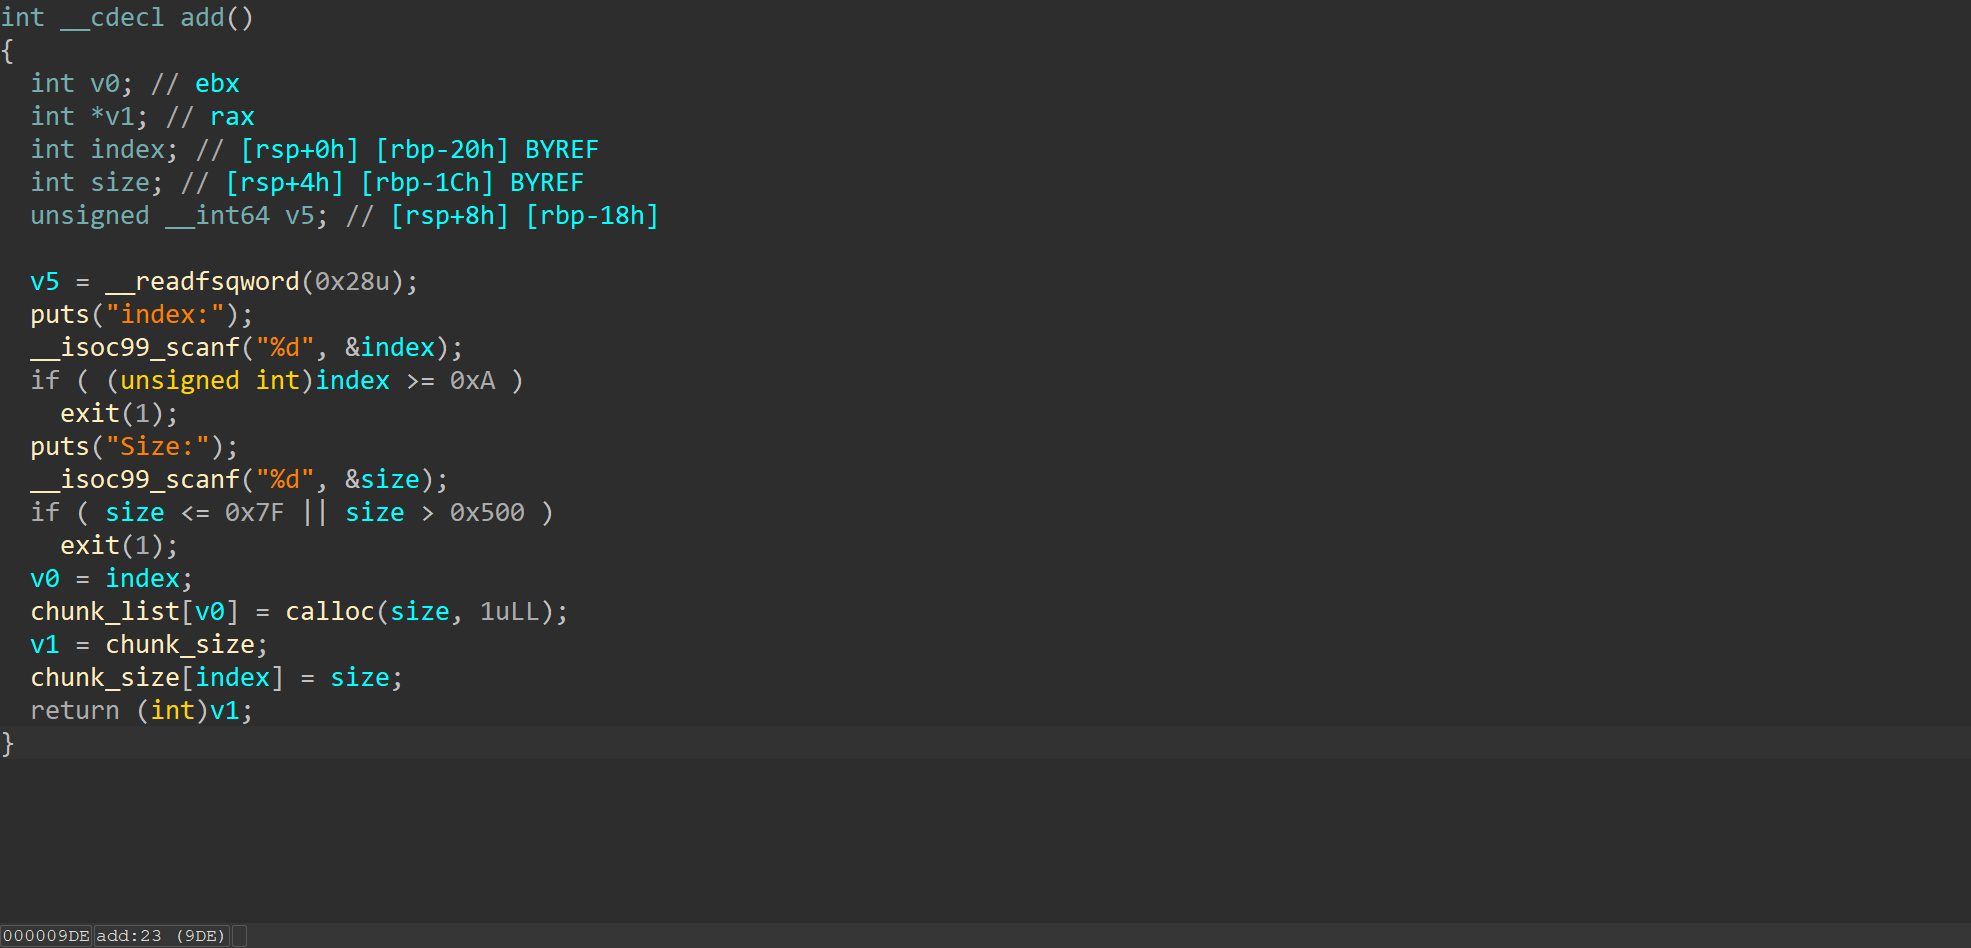 int __cdecl add()
{
  int v0; // ebx
  int *v1; // rax
  int index; // [rsp+0h] [rbp-20h] BYREF
  int size; // [rsp+4h] [rbp-1Ch] BYREF
  unsigned __int64 v5; // [rsp+8h] [rbp-18h]

  v5 = __readfsqword(0x28u);
  puts("index:");
  __isoc99_scanf("%d", &index);
  if ( (unsigned int)index >= 0xA )
    exit(1);
  puts("Size:");
  __isoc99_scanf("%d", &size);
  if ( size <= 0x7F || size > 0x500 )
    exit(1);
  v0 = index;
  chunk_list[v0] = calloc(size, 1uLL);
  v1 = chunk_size;
  chunk_size[index] = size;
  return (int)v1;
}
000009DE add:23 (9DE)